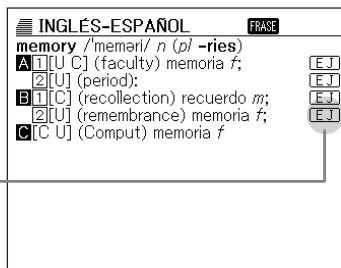 INGLÉS-ESPAÑOL FRASE
memory /'meməri/ n (pl -ries)
A 1 [U C] (faculty) memoria f; EJ
2 [U] (period): EJ
B 1 [C] (recollection) recuerdo m; EJ
2 [U] (remembrance) memoria f; EJ
C [C U] (Comput) memoria f